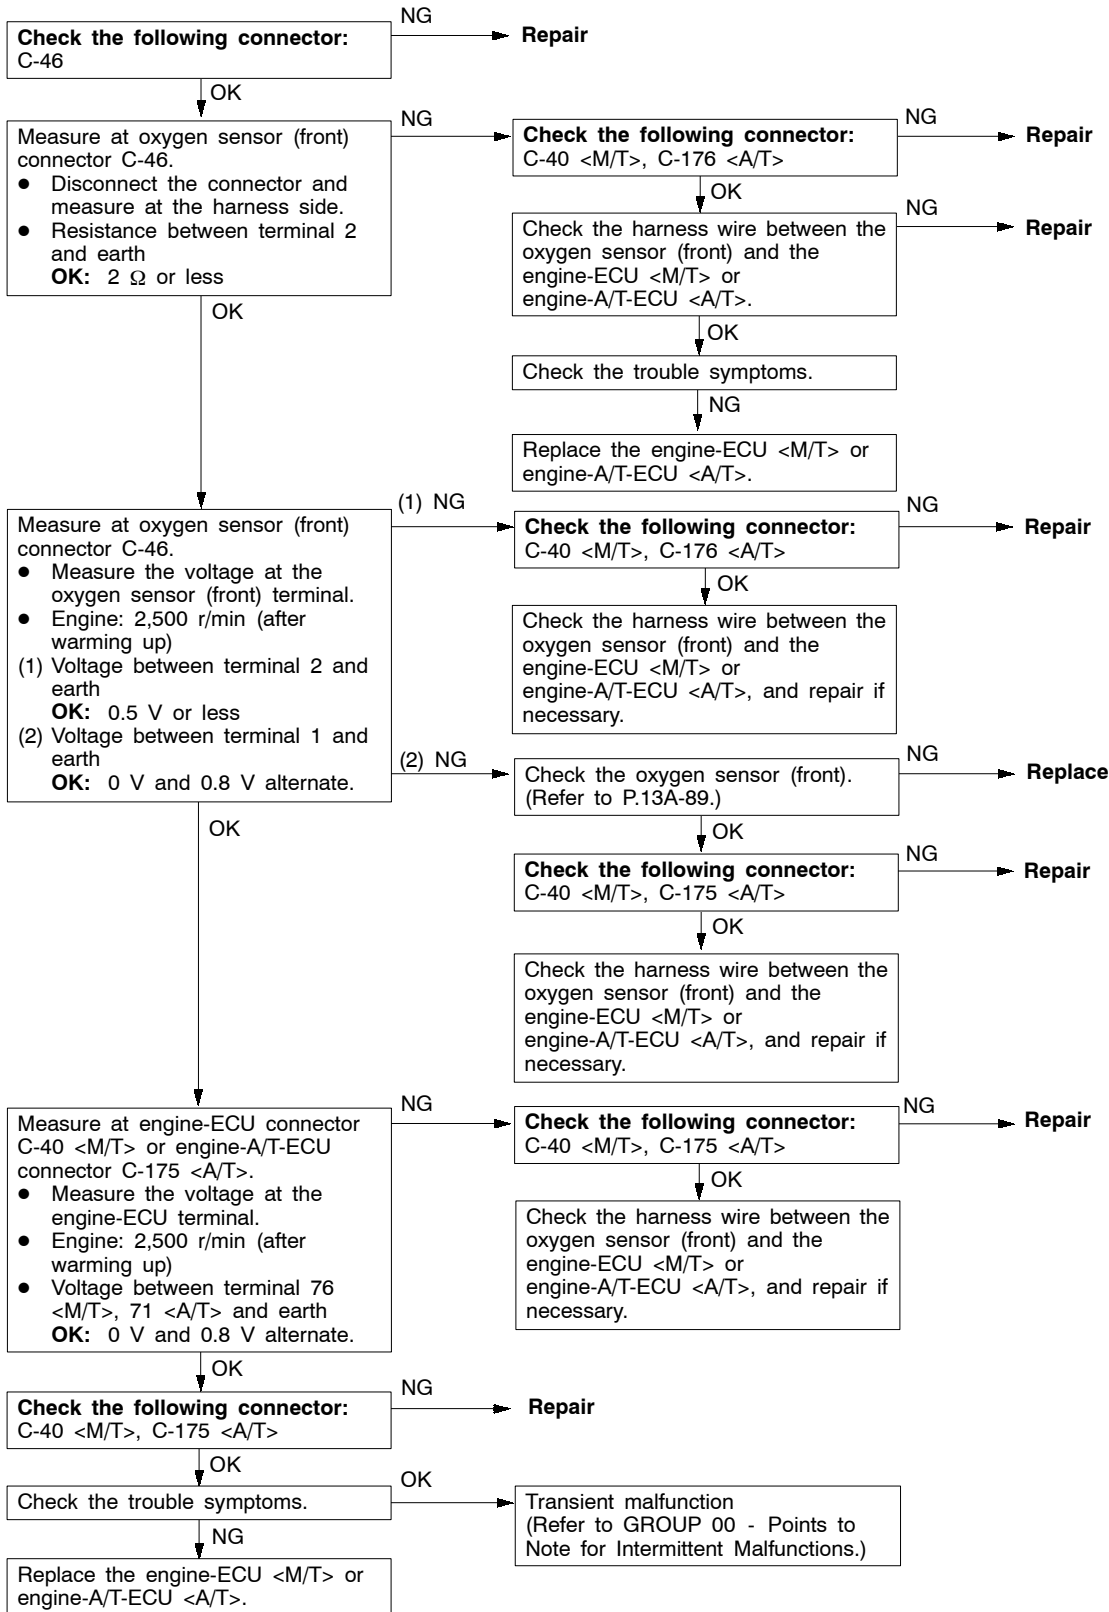 Check the following connector:
C-46
NG
Repair
OK
Measure at oxygen sensor (front)
connector C-46.
● Disconnect the connector and
measure at the harness side.
● Resistance between terminal 2
and earth
OK: 2 Ω or less
NG
Check the following connector:
C-40 <M/T>, C-176 <A/T>
NG
Repair
OK
Check the harness wire between the
oxygen sensor (front) and the
engine-ECU <M/T> or
engine-A/T-ECU <A/T>.
NG
Repair
OK
Check the trouble symptoms.
NG
Replace the engine-ECU <M/T> or
engine-A/T-ECU <A/T>.
OK
Measure at oxygen sensor (front)
connector C-46.
● Measure the voltage at the
oxygen sensor (front) terminal.
● Engine: 2,500 r/min (after
warming up)
(1) Voltage between terminal 2 and
earth
OK: 0.5 V or less
(2) Voltage between terminal 1 and
earth
OK: 0 V and 0.8 V alternate.
(1) NG
Check the following connector:
C-40 <M/T>, C-176 <A/T>
NG
Repair
OK
Check the harness wire between the
oxygen sensor (front) and the
engine-ECU <M/T> or
engine-A/T-ECU <A/T>, and repair if
necessary.
(2) NG
Check the oxygen sensor (front).
(Refer to P.13A-89.)
NG
Replace
OK
Check the following connector:
C-40 <M/T>, C-175 <A/T>
NG
Repair
OK
Check the harness wire between the
oxygen sensor (front) and the
engine-ECU <M/T> or
engine-A/T-ECU <A/T>, and repair if
necessary.
OK
Measure at engine-ECU connector
C-40 <M/T> or engine-A/T-ECU
connector C-175 <A/T>.
● Measure the voltage at the
engine-ECU terminal.
● Engine: 2,500 r/min (after
warming up)
● Voltage between terminal 76
<M/T>, 71 <A/T> and earth
OK: 0 V and 0.8 V alternate.
NG
Check the following connector:
C-40 <M/T>, C-175 <A/T>
NG
Repair
OK
Check the harness wire between the
oxygen sensor (front) and the
engine-ECU <M/T> or
engine-A/T-ECU <A/T>, and repair if
necessary.
OK
Check the following connector:
C-40 <M/T>, C-175 <A/T>
NG
Repair
OK
Check the trouble symptoms.
OK
Transient malfunction
(Refer to GROUP 00 - Points to
Note for Intermittent Malfunctions.)
NG
Replace the engine-ECU <M/T> or
engine-A/T-ECU <A/T>.